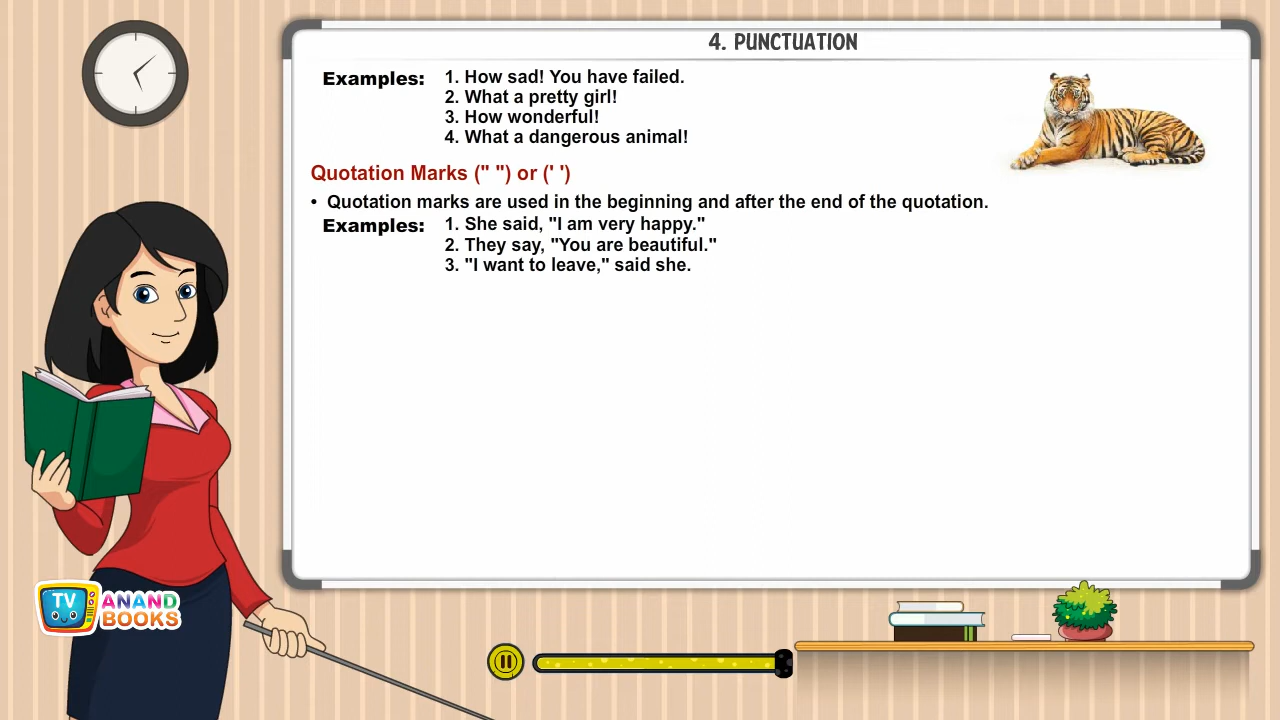 4. PUNCTUATION
Examples: 1. How sad! You have failed.
2. What a pretty girl!
3. How wonderful!
4. What a dangerous animal!
Quotation Marks (" ") or (' ')
• Quotation marks are used in the beginning and after the end of the quotation.
Examples: 1. She said, "I am very happy."
2. They say, "You are beautiful."
3. "I want to leave," said she.
TV ANAND
BOOKS